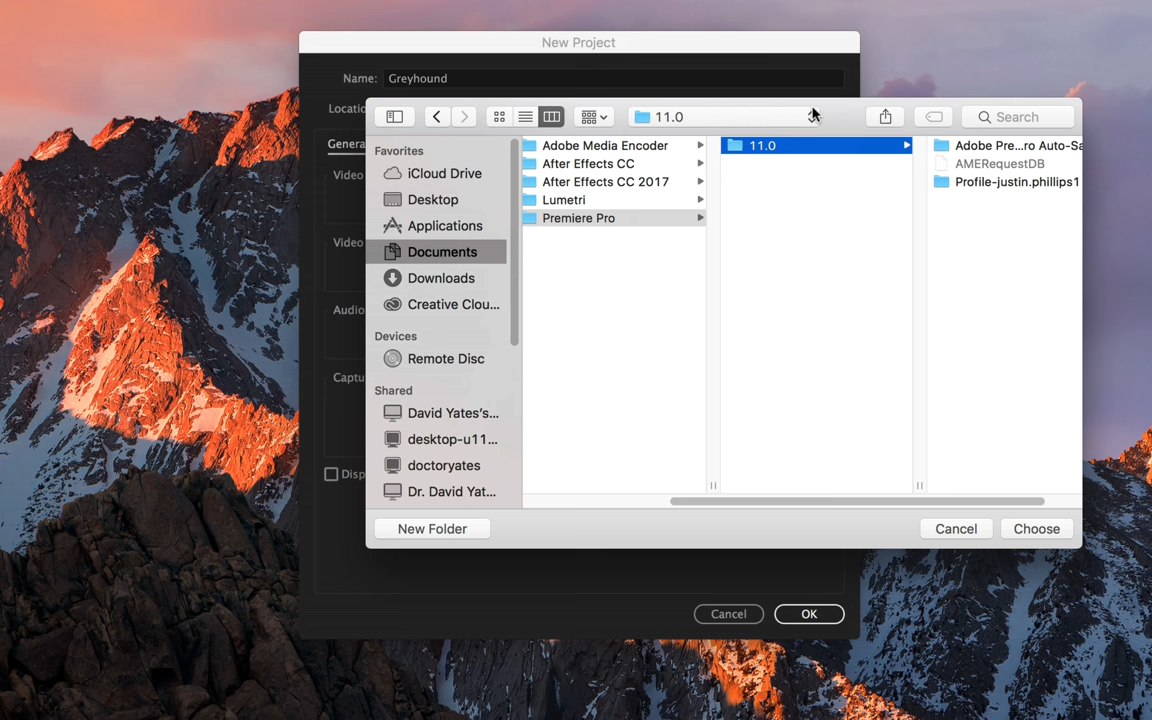 New Project
Name: Greyhound
Locatio
11.0
Search
Genera
Video
Video
Audio
Captu
Disp
Favorites
iCloud Drive
Desktop
Applications
Documents
Downloads
Creative Clou...
Devices
Remote Disc
Shared
David Yates's...
desktop-u11...
doctoryates
Dr. David Yat...
Adobe Media Encoder
After Effects CC
After Effects CC 2017
Lumetri
Premiere Pro
11.0
Adobe Pre...ro Auto-Sa
AMERequestDB
Profile-justin.phillips1
New Folder
Cancel
Choose
Cancel
OK